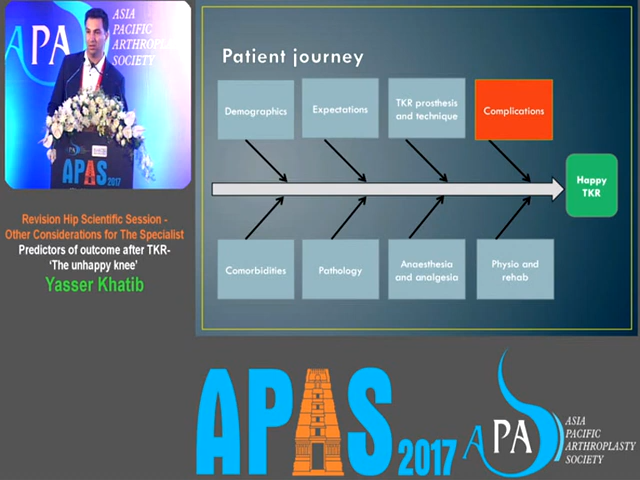 APA
ASIA
PACIFIC
ARTHROPLASTY
SOCIETY
APAS
2017
Revision Hip Scientific Session -
Other Considerations for The Specialist
Predictors of outcome after TKR-
‘The unhappy knee’
Yasser Khatib
Patient journey
Demographics
Expectations
TKR prosthesis
and technique
Complications
Happy
TKR
Comorbidities
Pathology
Anaesthesia
and analgesia
Physio and
rehab
APAS 2017
APA
ASIA
PACIFIC
ARTHROPLASTY
SOCIETY